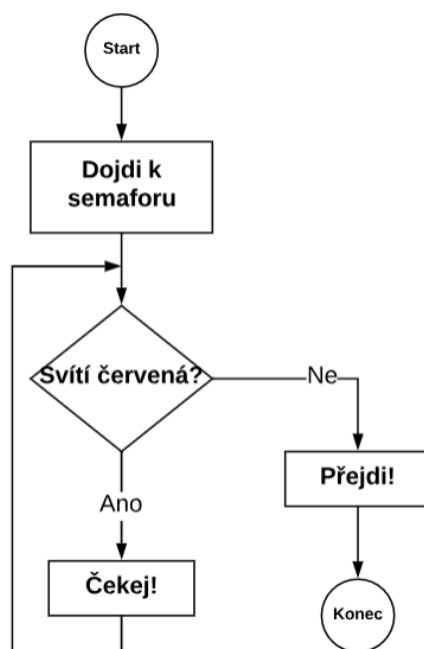 Start
Dojdi k
semaforu
Svítí červená?
Ne
Přejdi!
Ano
Čekej!
Konec